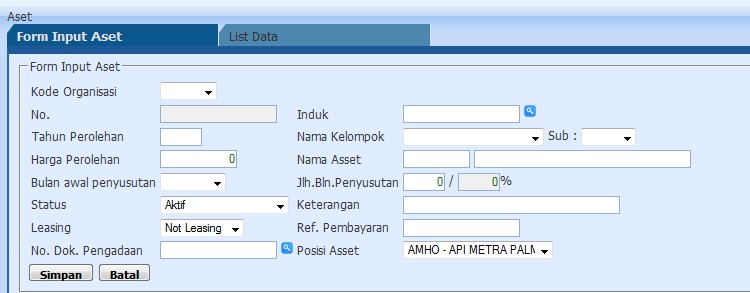 Aset
Form Input Aset List Data
Form Input Aset
Kode Organisasi
No. Induk
Tahun Perolehan Nama Kelompok Sub :
Harga Perolehan 0 Nama Asset
Bulan awal penyusutan Jlh.Bln.Penyusutan 0 / 0%
Status Aktif Keterangan
Leasing Not Leasing Ref. Pembayaran
No. Dok. Pengadaan Posisi Asset AMHO - API METRA PALM
Simpan Batal